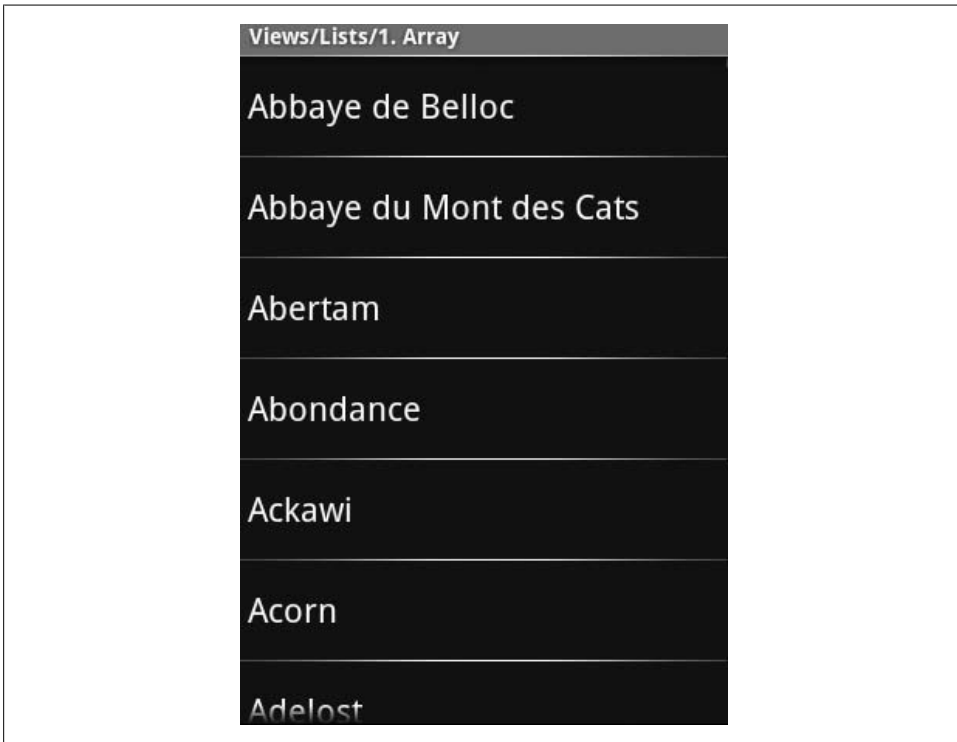 Views/Lists/1. Array
Abbaye de Belloc
Abbaye du Mont des Cats
Abertam
Abondance
Ackawi
Acorn
Adelost